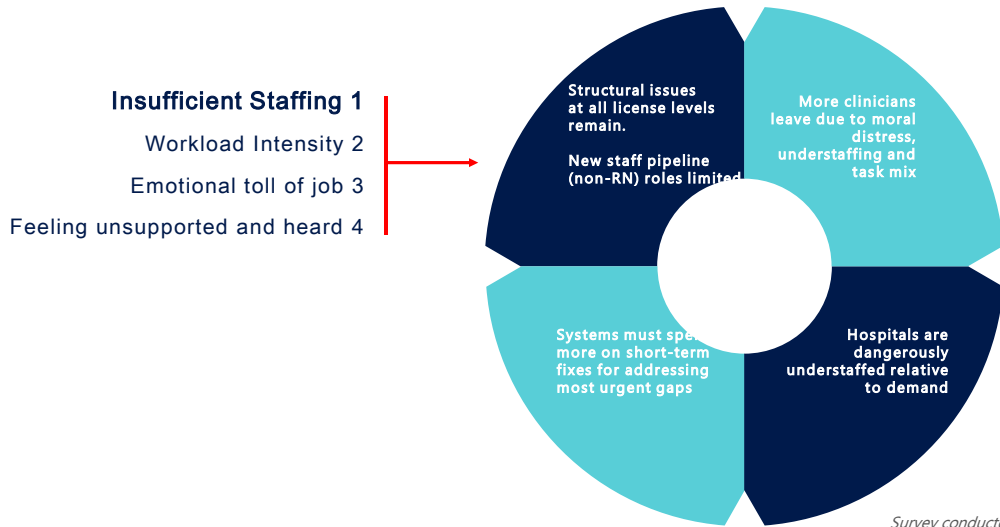 Insufficient Staffing 1
Workload Intensity 2
Emotional toll of job 3
Feeling unsupported and heard 4
Structural issues
at all license levels
remain.
New staff pipeline
(non-RN) roles limited
More clinicians
leave due to moral
distress,
understaffing and
task mix
Hospitals are
dangerously
understaffed relative
to demand
Systems must
more on short-term
fixes for addressing
most urgent gaps
Survey